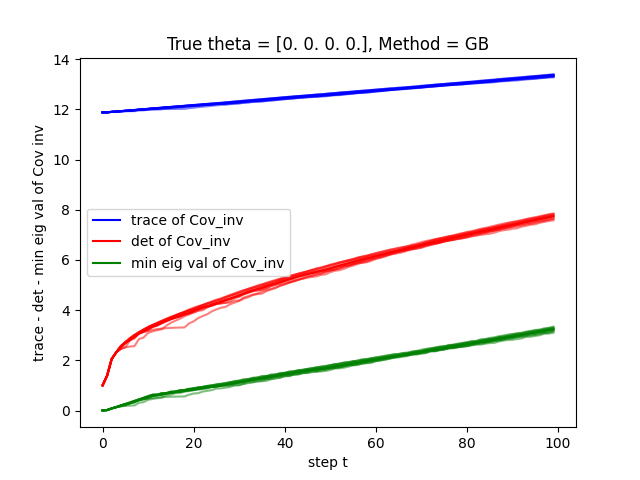 True theta = [0. 0. 0. 0.], Method = GB
trace - det - min eig val of Cov inv
14
12
10
8
6
4
2
0
trace of Cov_inv
det of Cov_inv
min eig val of Cov_inv
0 20 40 60 80 100
step t